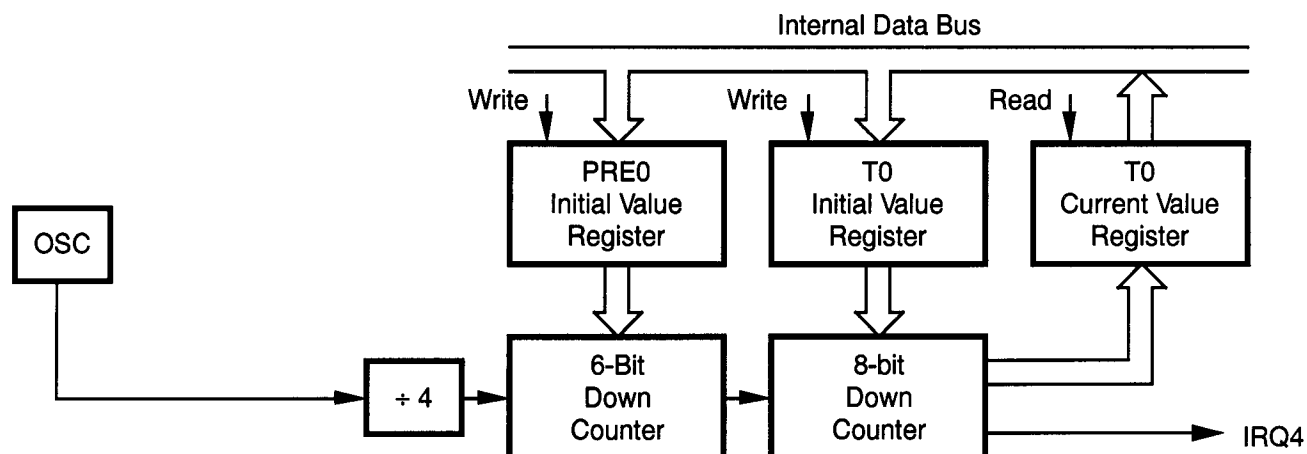 Internal Data Bus
Write
Write
Read
PRE0
Initial Value
Register
T0
Initial Value
Register
T0
Current Value
Register
OSC
÷ 4
6-Bit
Down
Counter
8-bit
Down
Counter
IRQ4